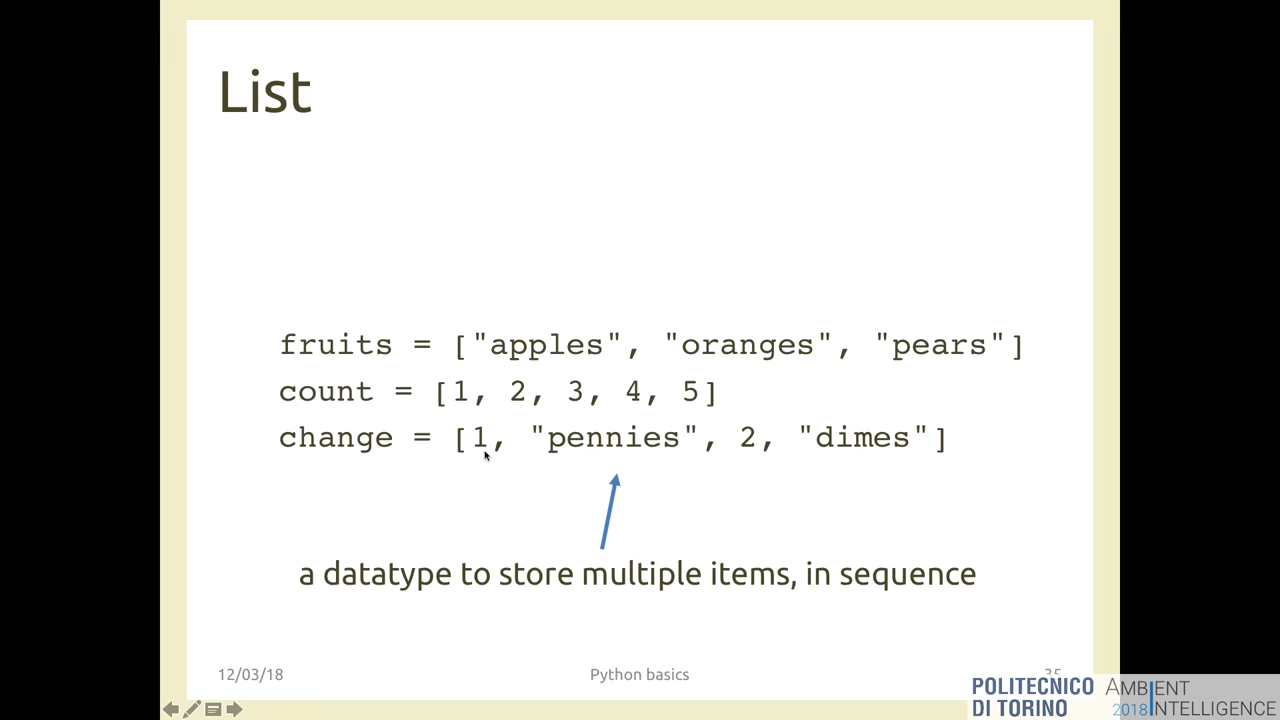 List
fruits = ["apples", "oranges", "pears"]
count = [1, 2, 3, 4, 5]
change = [1, "pennies", 2, "dimes"]
a datatype to store multiple items, in sequence
12/03/18
Python basics
35
POLITECNICO
DI TORINO
AMBIENT
2018 INTELLIGENCE